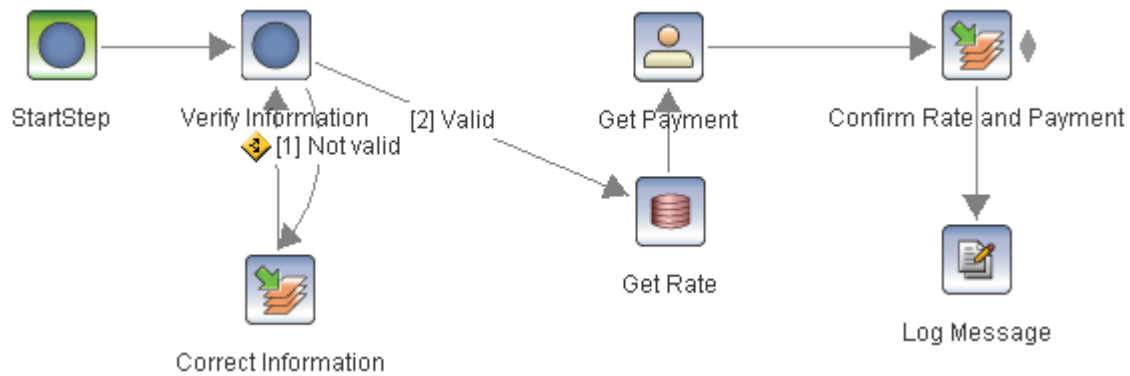 StartStep
Verify Information
[2] Valid
Get Payment
Confirm Rate and Payment
[1] Not valid
Get Rate
Log Message
Correct Information